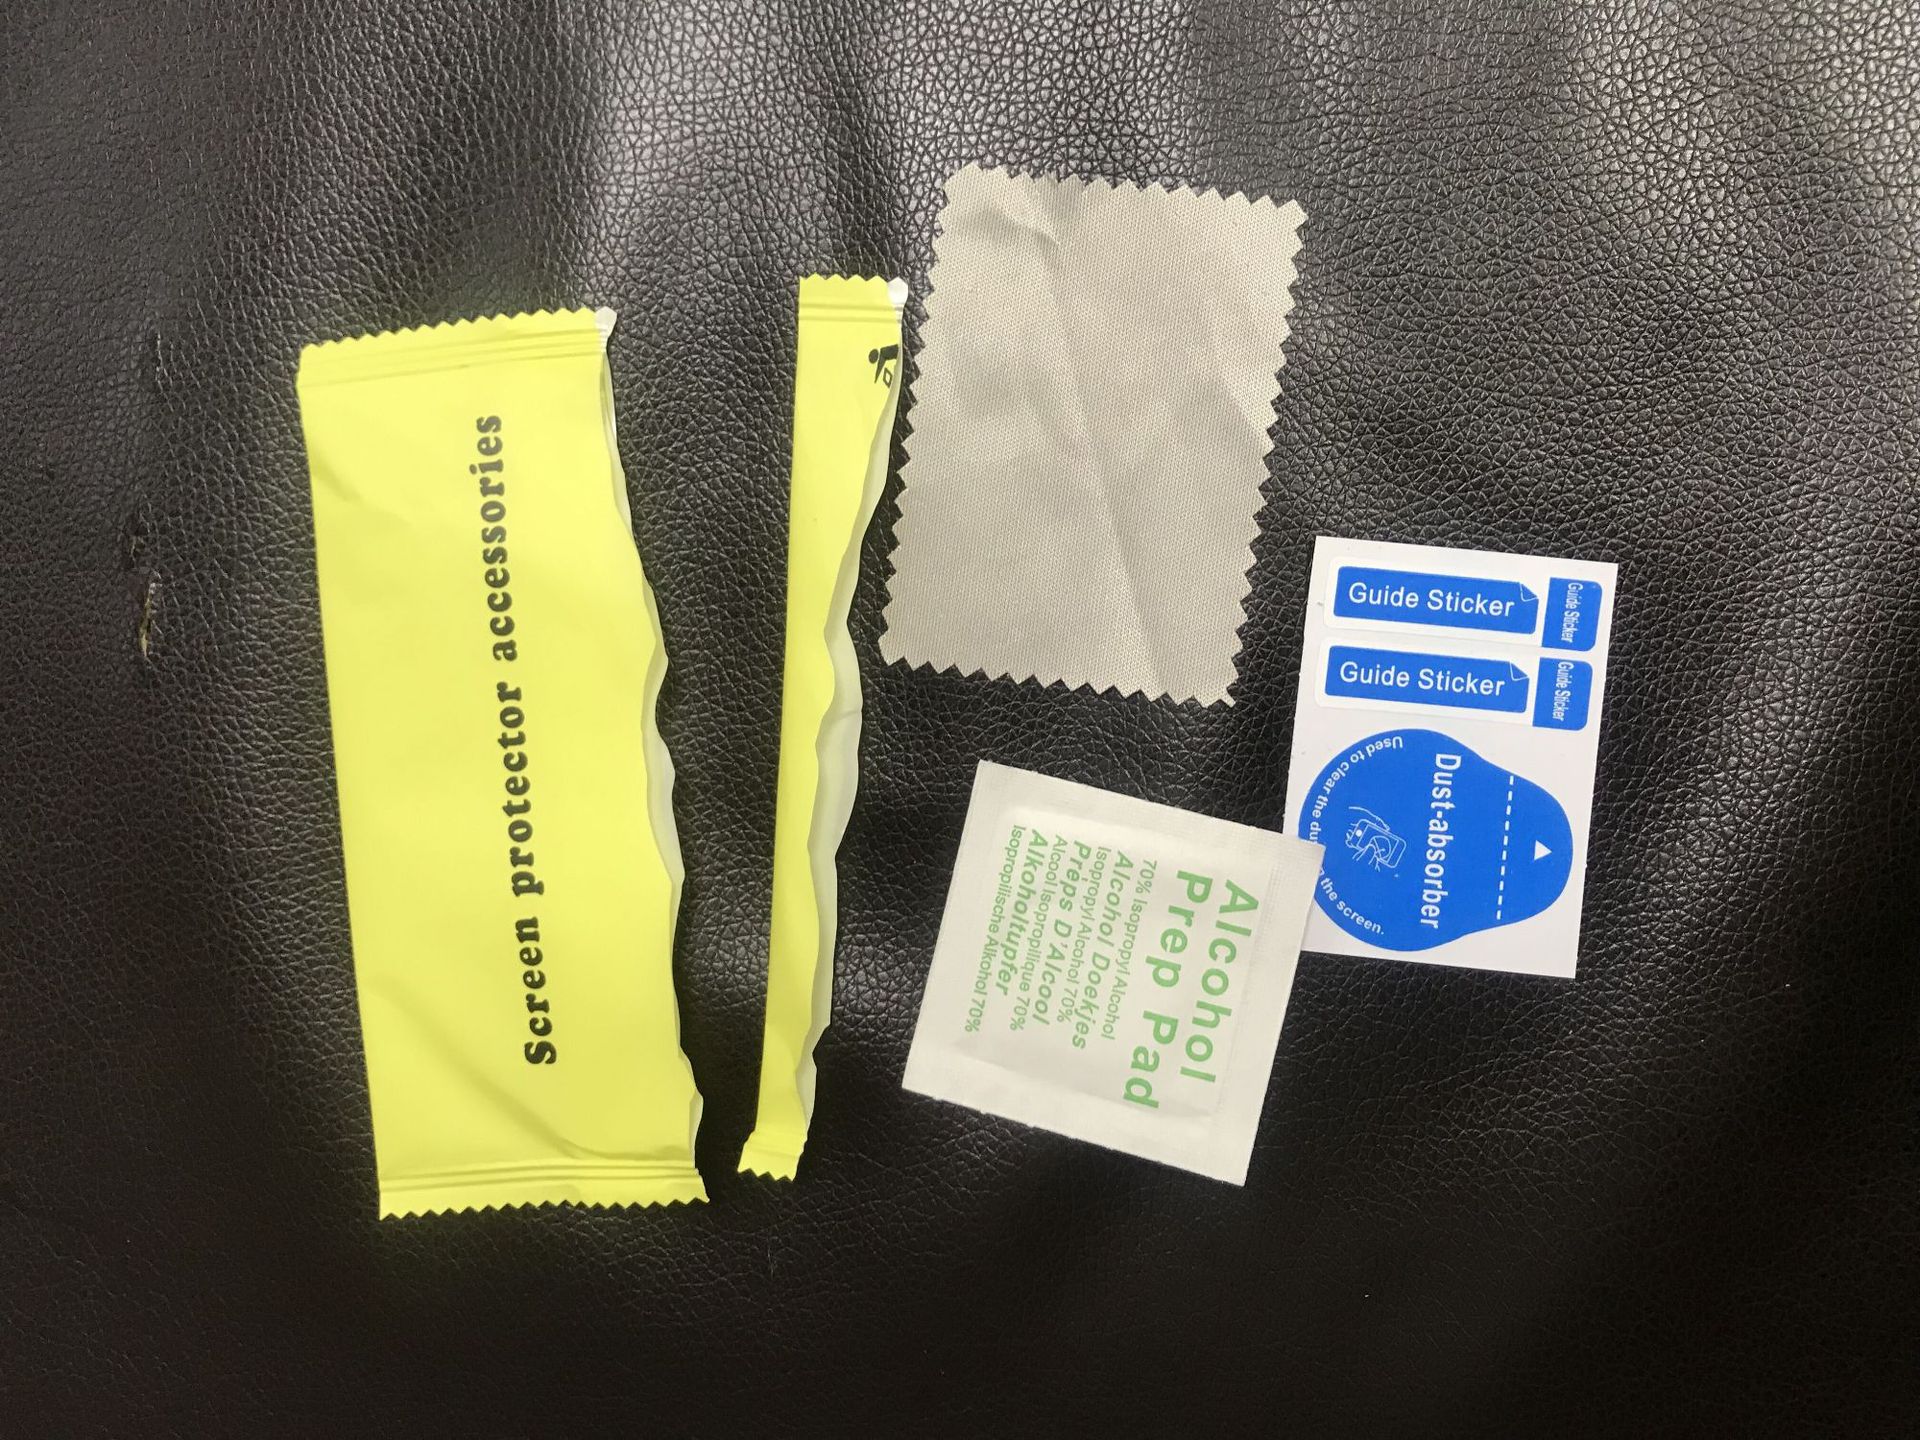 Screen protector accessories
Alcohol
Prep Pad
70% Isopropyl Alcohol
Alcohol Doekjes
Isopropyl Alcohol 70%
Preps D'Alcool
Alcool Isopropilique 70%
Alkoholtupfer
Isopropilische Alkohol 70%
Guide Sticker
Guide Sticker
Guide Sticker
Guide Sticker
Dust-absorber
Used to clear the the screen.